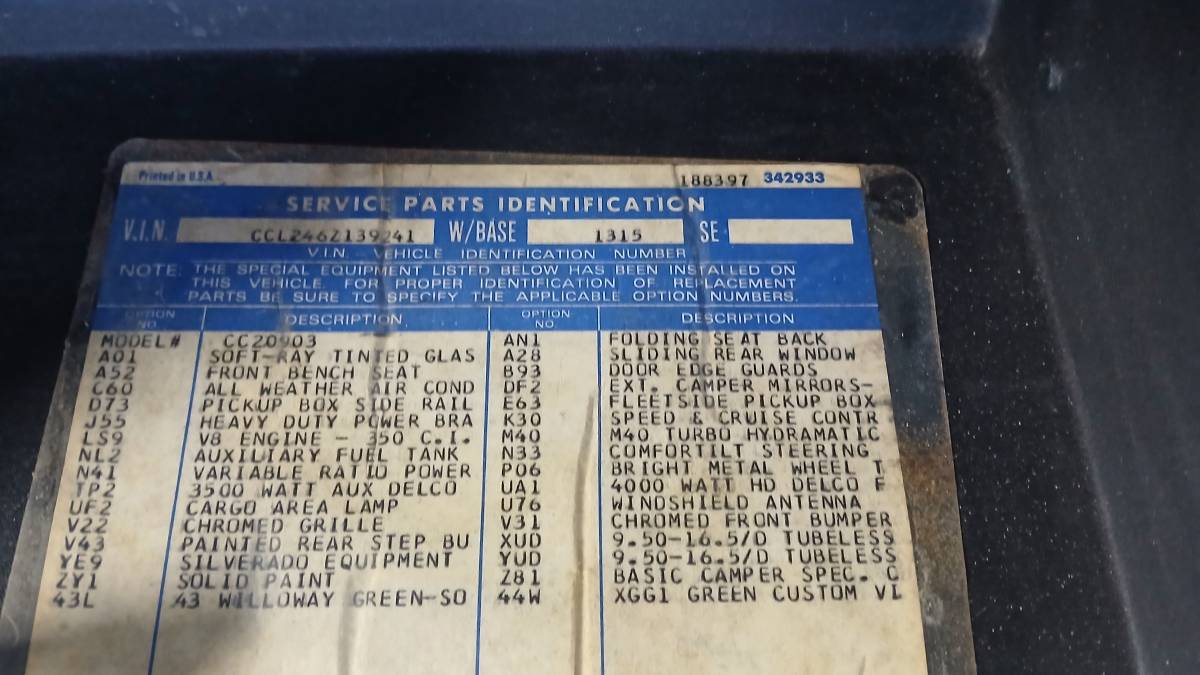 Printed in U.S.A. 188397 342933
SERVICE PARTS IDENTIFICATION
V.I.N. CCL246Z139241 W/BASE 1315 SE
V.I.N. VEHICLE IDENTIFICATION NUMBER
NOTE: THE SPECIAL EQUIPMENT LISTED BELOW HAS BEEN INSTALLED ON
THIS VEHICLE. FOR PROPER IDENTIFICATION OF REPLACEMENT
PARTS BE SURE TO SPECIFY THE APPLICABLE OPTION NUMBERS.
OPTION NO. DESCRIPTION OPTION NO. DESCRIPTION
MODEL# CC20903 AN1 FOLDING SEAT BACK
A01 SOFT-RAY TINTED GLAS A28 SLIDING REAR WINDOW
A52 FRONT BENCH SEAT B93 DOOR EDGE GUARDS
C60 ALL WEATHER AIR COND DF2 EXT. CAMPER MIRRORS-
D73 PICKUP BOX SIDE RAIL E63 FLEETSIDE PICKUP BOX
J55 HEAVY DUTY POWER BRA K30 SPEED & CRUISE CONTR
LS9 V8 ENGINE - 350 C.I. M40 M40 TURBO HYDRAMATIC
NL2 AUXILIARY FUEL TANK N33 COMFORTILT STEERING
N41 VARIABLE RATIO POWER P06 BRIGHT METAL WHEEL T
TP2 3500 WATT AUX DELCO UA1 4000 WATT HD DELCO F
UF2 CARGO AREA LAMP U76 WINDSHIELD ANTENNA
V22 CHROMED GRILLE V31 CHROMED FRONT BUMPER
V43 PAINTED REAR STEP BU XUD 9.50-16.5/D TUBELESS
YE9 SILVERADO EQUIPMENT YUD 9.50-16.5/D TUBELESS
ZY1 SOLID PAINT Z81 BASIC CAMPER SPEC. C
43L 43 WILLOWAY GREEN-SO 44W XGG1 GREEN CUSTOM VI